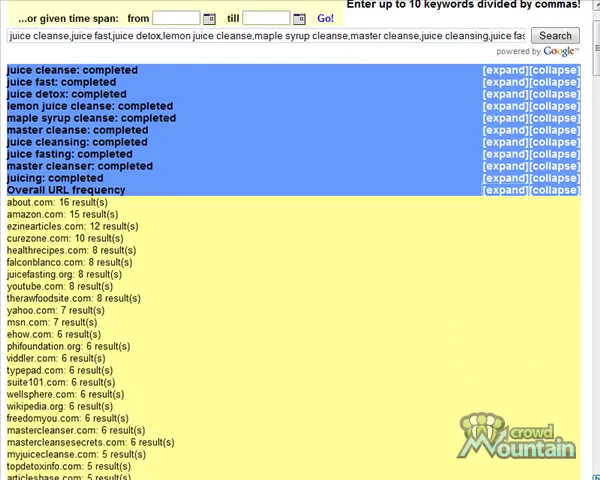 Enter up to 10 keywords divided by commas!
...or given time span: from till Go!
juice cleanse,juice fast,juice detox,lemon juice cleanse,maple syrup cleanse,master cleanse,juice cleansing,juice fas Search
powered by Google™
juice cleanse: completed [expand][collapse]
juice fast: completed [expand][collapse]
juice detox: completed [expand][collapse]
lemon juice cleanse: completed [expand][collapse]
maple syrup cleanse: completed [expand][collapse]
master cleanse: completed [expand][collapse]
juice cleansing: completed [expand][collapse]
juice fasting: completed [expand][collapse]
master cleanser: completed [expand][collapse]
juicing: completed [expand][collapse]
Overall URL frequency [expand][collapse]
about.com: 16 result(s)
amazon.com: 15 result(s)
ezinearticles.com: 12 result(s)
curezone.com: 10 result(s)
healthrecipes.com: 8 result(s)
falconblanco.com: 8 result(s)
juicefasting.org: 8 result(s)
youtube.com: 8 result(s)
therawfoodsite.com: 8 result(s)
yahoo.com: 7 result(s)
msn.com: 7 result(s)
ehow.com: 6 result(s)
phifoundation.org: 6 result(s)
viddler.com: 6 result(s)
typepad.com: 6 result(s)
suite101.com: 6 result(s)
wellsphere.com: 6 result(s)
wikipedia.org: 6 result(s)
freedomyou.com: 6 result(s)
mastercleanser.com: 6 result(s)
mastercleansesecrets.com: 6 result(s)
myjuicecleanse.com: 5 result(s)
topdetoxinfo.com: 5 result(s)
articlesbase.com: 5 result(s)
crowd
Mountain